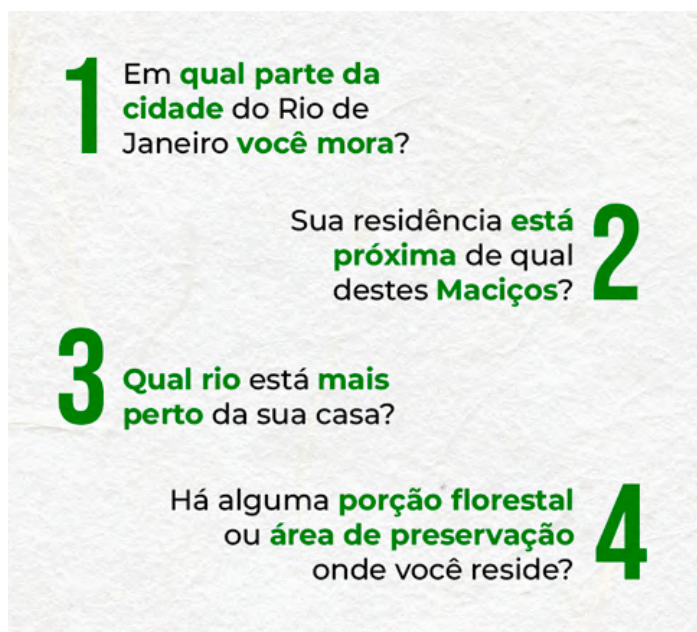 1
Em qual parte da
cidade do Rio de
Janeiro você mora?
2
Sua residência está
próxima de qual
destes Maciços?
3
Qual rio está mais
perto da sua casa?
4
Há alguma porção florestal
ou área de preservação
onde você reside?